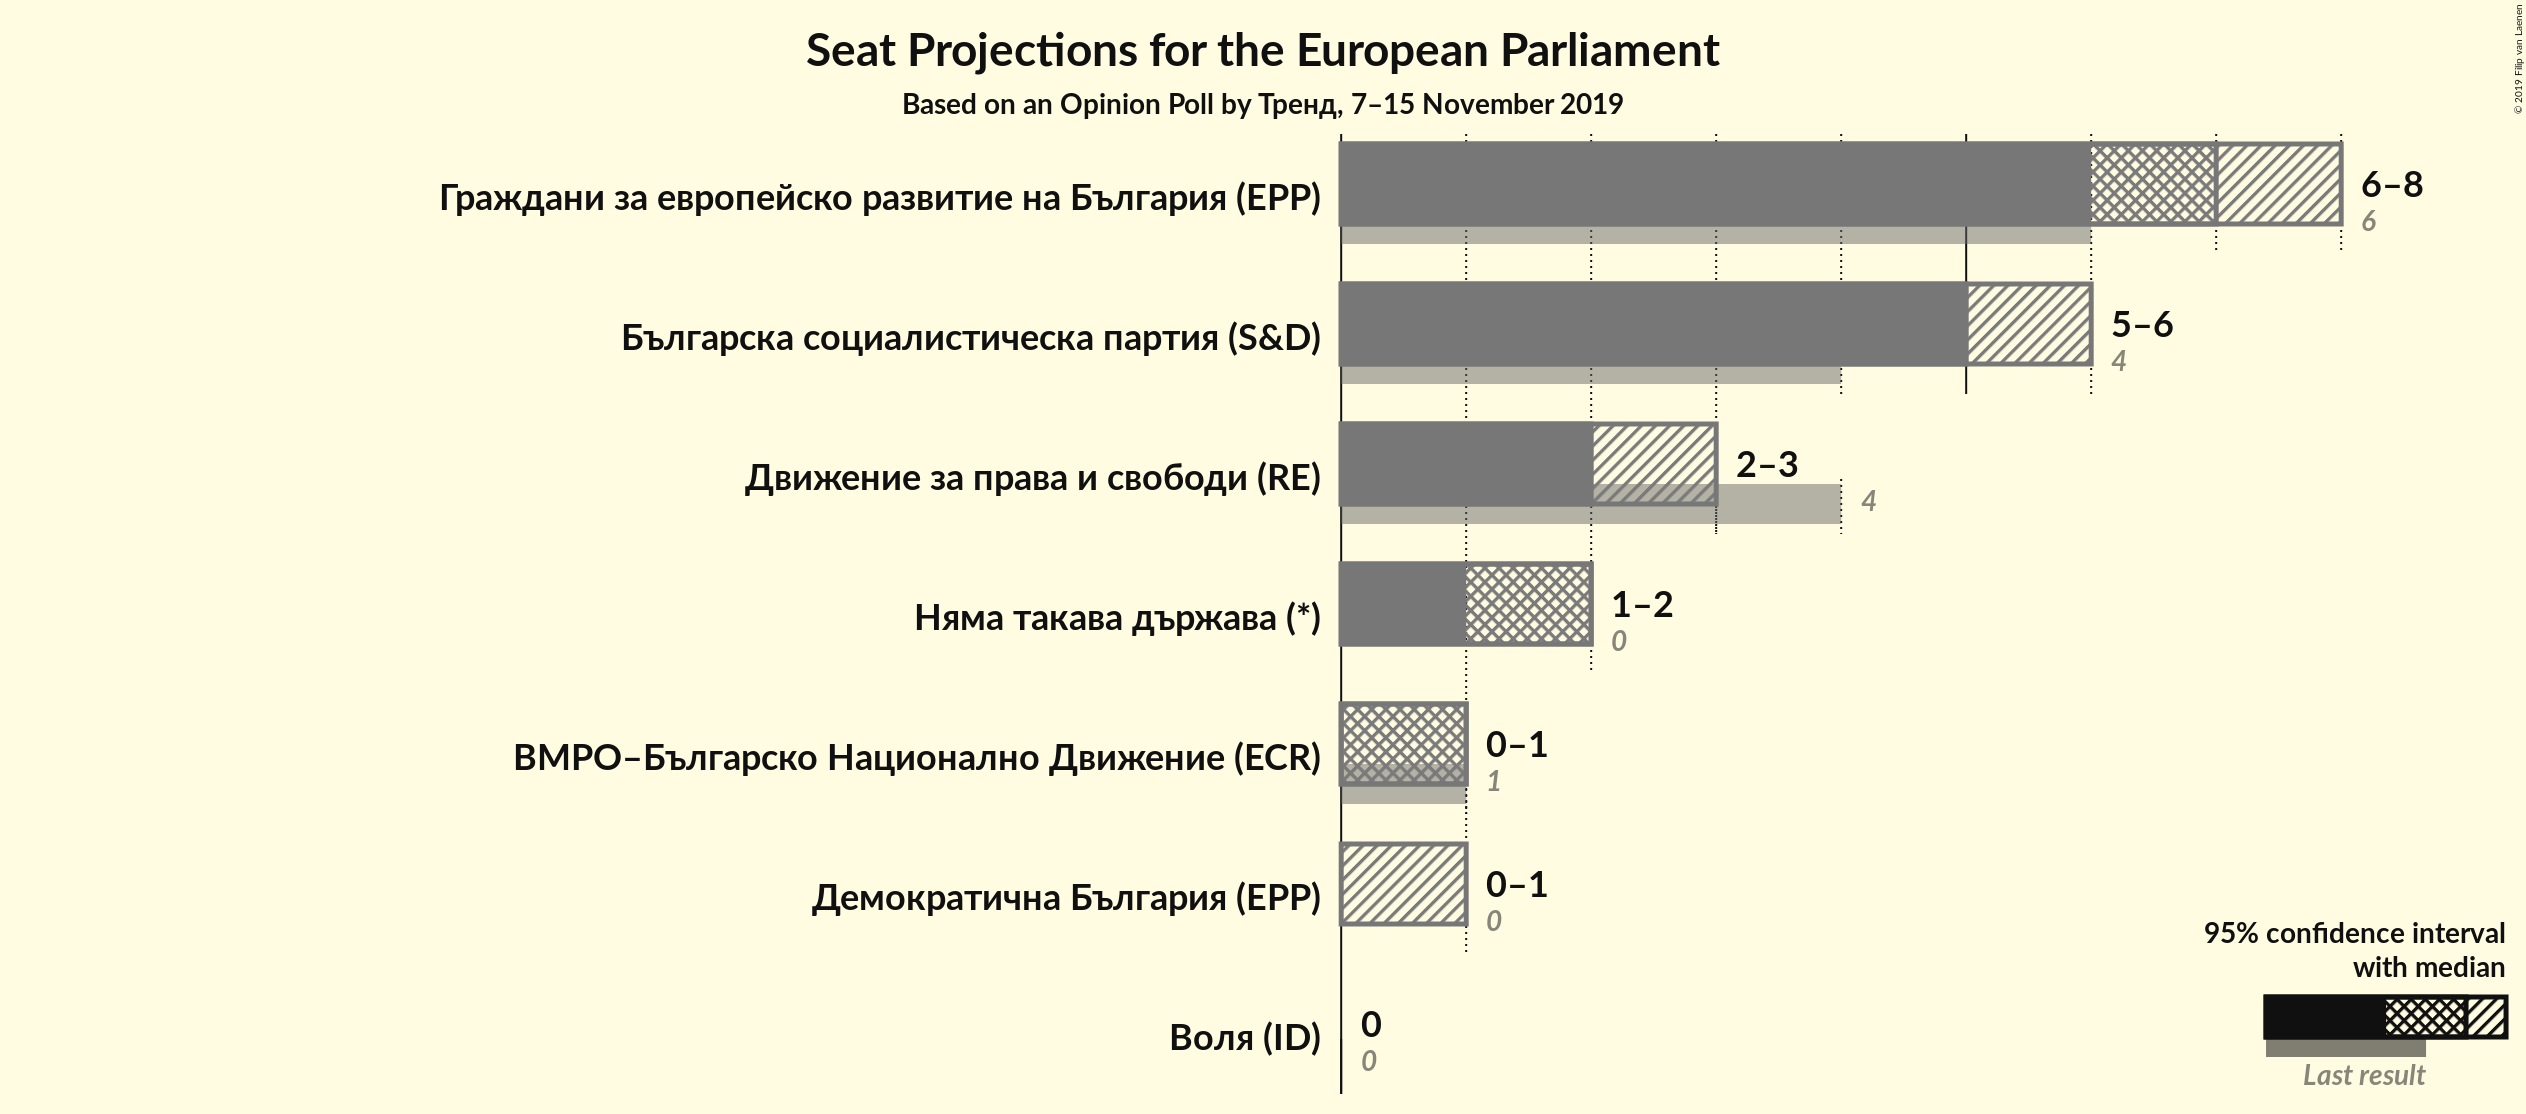 Seat Projections for the European Parliament
Based on an Opinion Poll by Тренд, 7–15 November 2019
© 2019 Filip van Laenen
Граждани за европейско развитие на България (EPP)
6–8
6
Българска социалистическа партия (S&D)
5–6
4
Движение за права и свободи (RE)
2–3
4
Няма такава държава (*)
1–2
0
ВМРО–Българско Национално Движение (ECR)
0–1
1
Демократична България (EPP)
0–1
0
Воля (ID)
0
0
95% confidence interval
with median
Last result